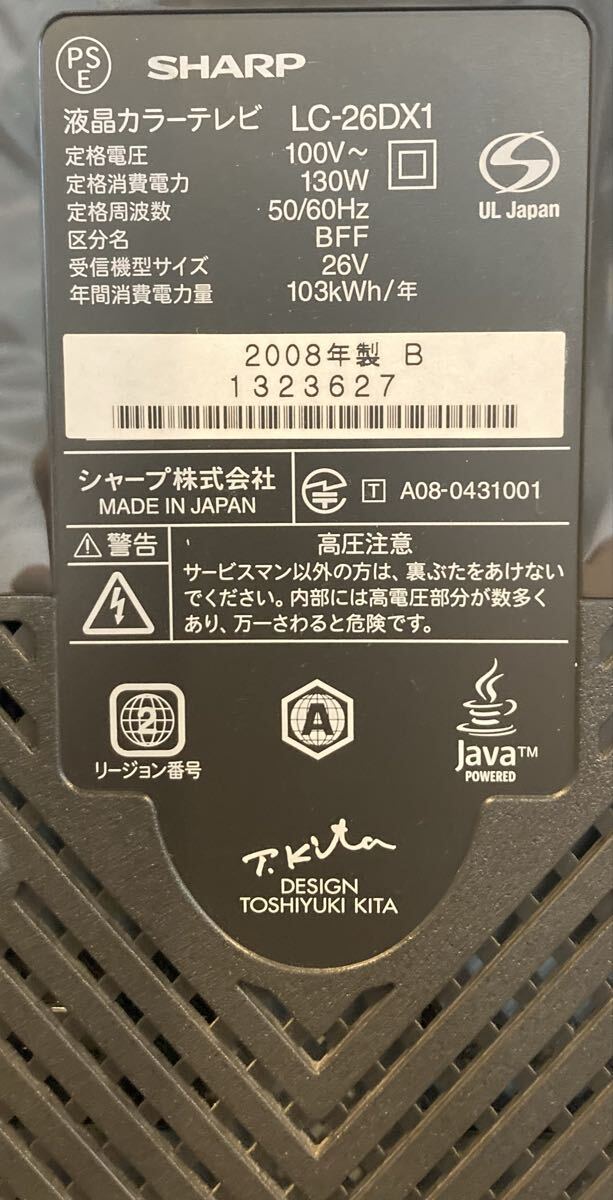 PS
E
SHARP
液晶カラーテレビ LC-26DX1
定格電圧 100V～
定格消費電力 130W
定格周波数 50/60Hz
区分名 BFF
受信機型サイズ 26V
年間消費電力量 103kWh/年
UL Japan
2008年製 B
1323627
シャープ株式会社
MADE IN JAPAN
T A08-0431001
警告
高圧注意
サービスマン以外の方は、裏ぶたをあけない
でください。内部には高電圧部分が数多く
あり、万一さわると危険です。
2
リージョン番号
A
Java™
POWERED
T.Kita
DESIGN
TOSHIYUKI KITA